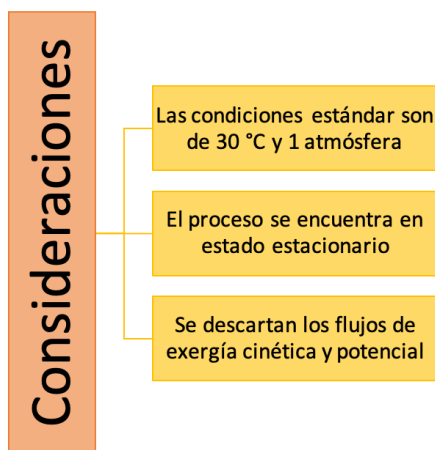 Consideraciones
Las condiciones estándar son
de 30 °C y 1 atmósfera
El proceso se encuentra en
estado estacionario
Se descartan los flujos de
exergía cinética y potencial